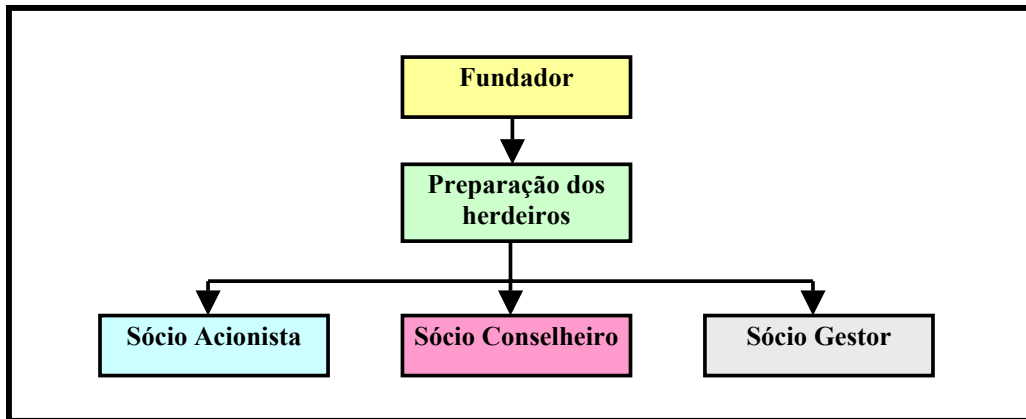 Fundador
Preparação dos
herdeiros
Sócio Acionista
Sócio Conselheiro
Sócio Gestor